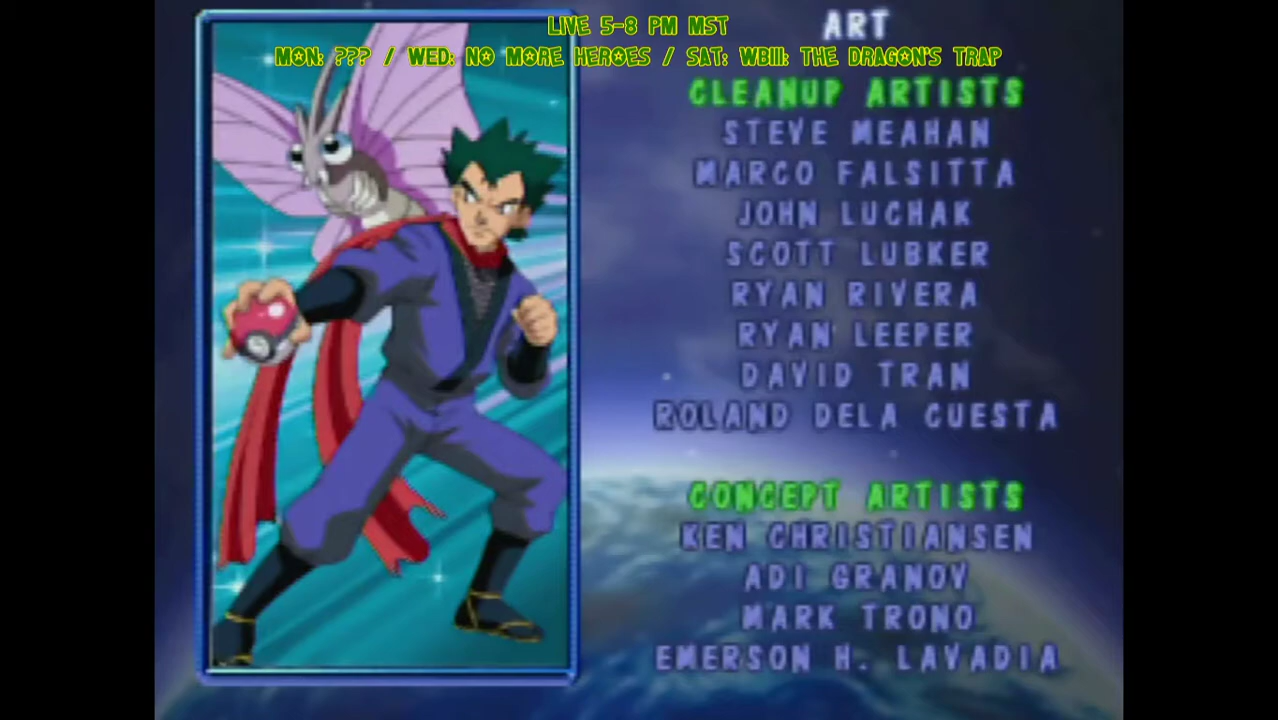 LIVE 5-8 PM MST
MON: ??? / WED: NO MORE HEROES / SAT: WBIII: THE DRAGON'S TRAP
ART
CLEANUP ARTISTS
STEVE MEAHAN
MARCO FALSITTA
JOHN LUCHAK
SCOTT LUBKER
RYAN RIVERA
RYAN LEEPER
DAVID TRAN
ROLAND DELA CUESTA
CONCEPT ARTISTS
KEN CHRISTIANSEN
ADI GRANOV
MARK TRONO
EMERSON H. LAVADIA